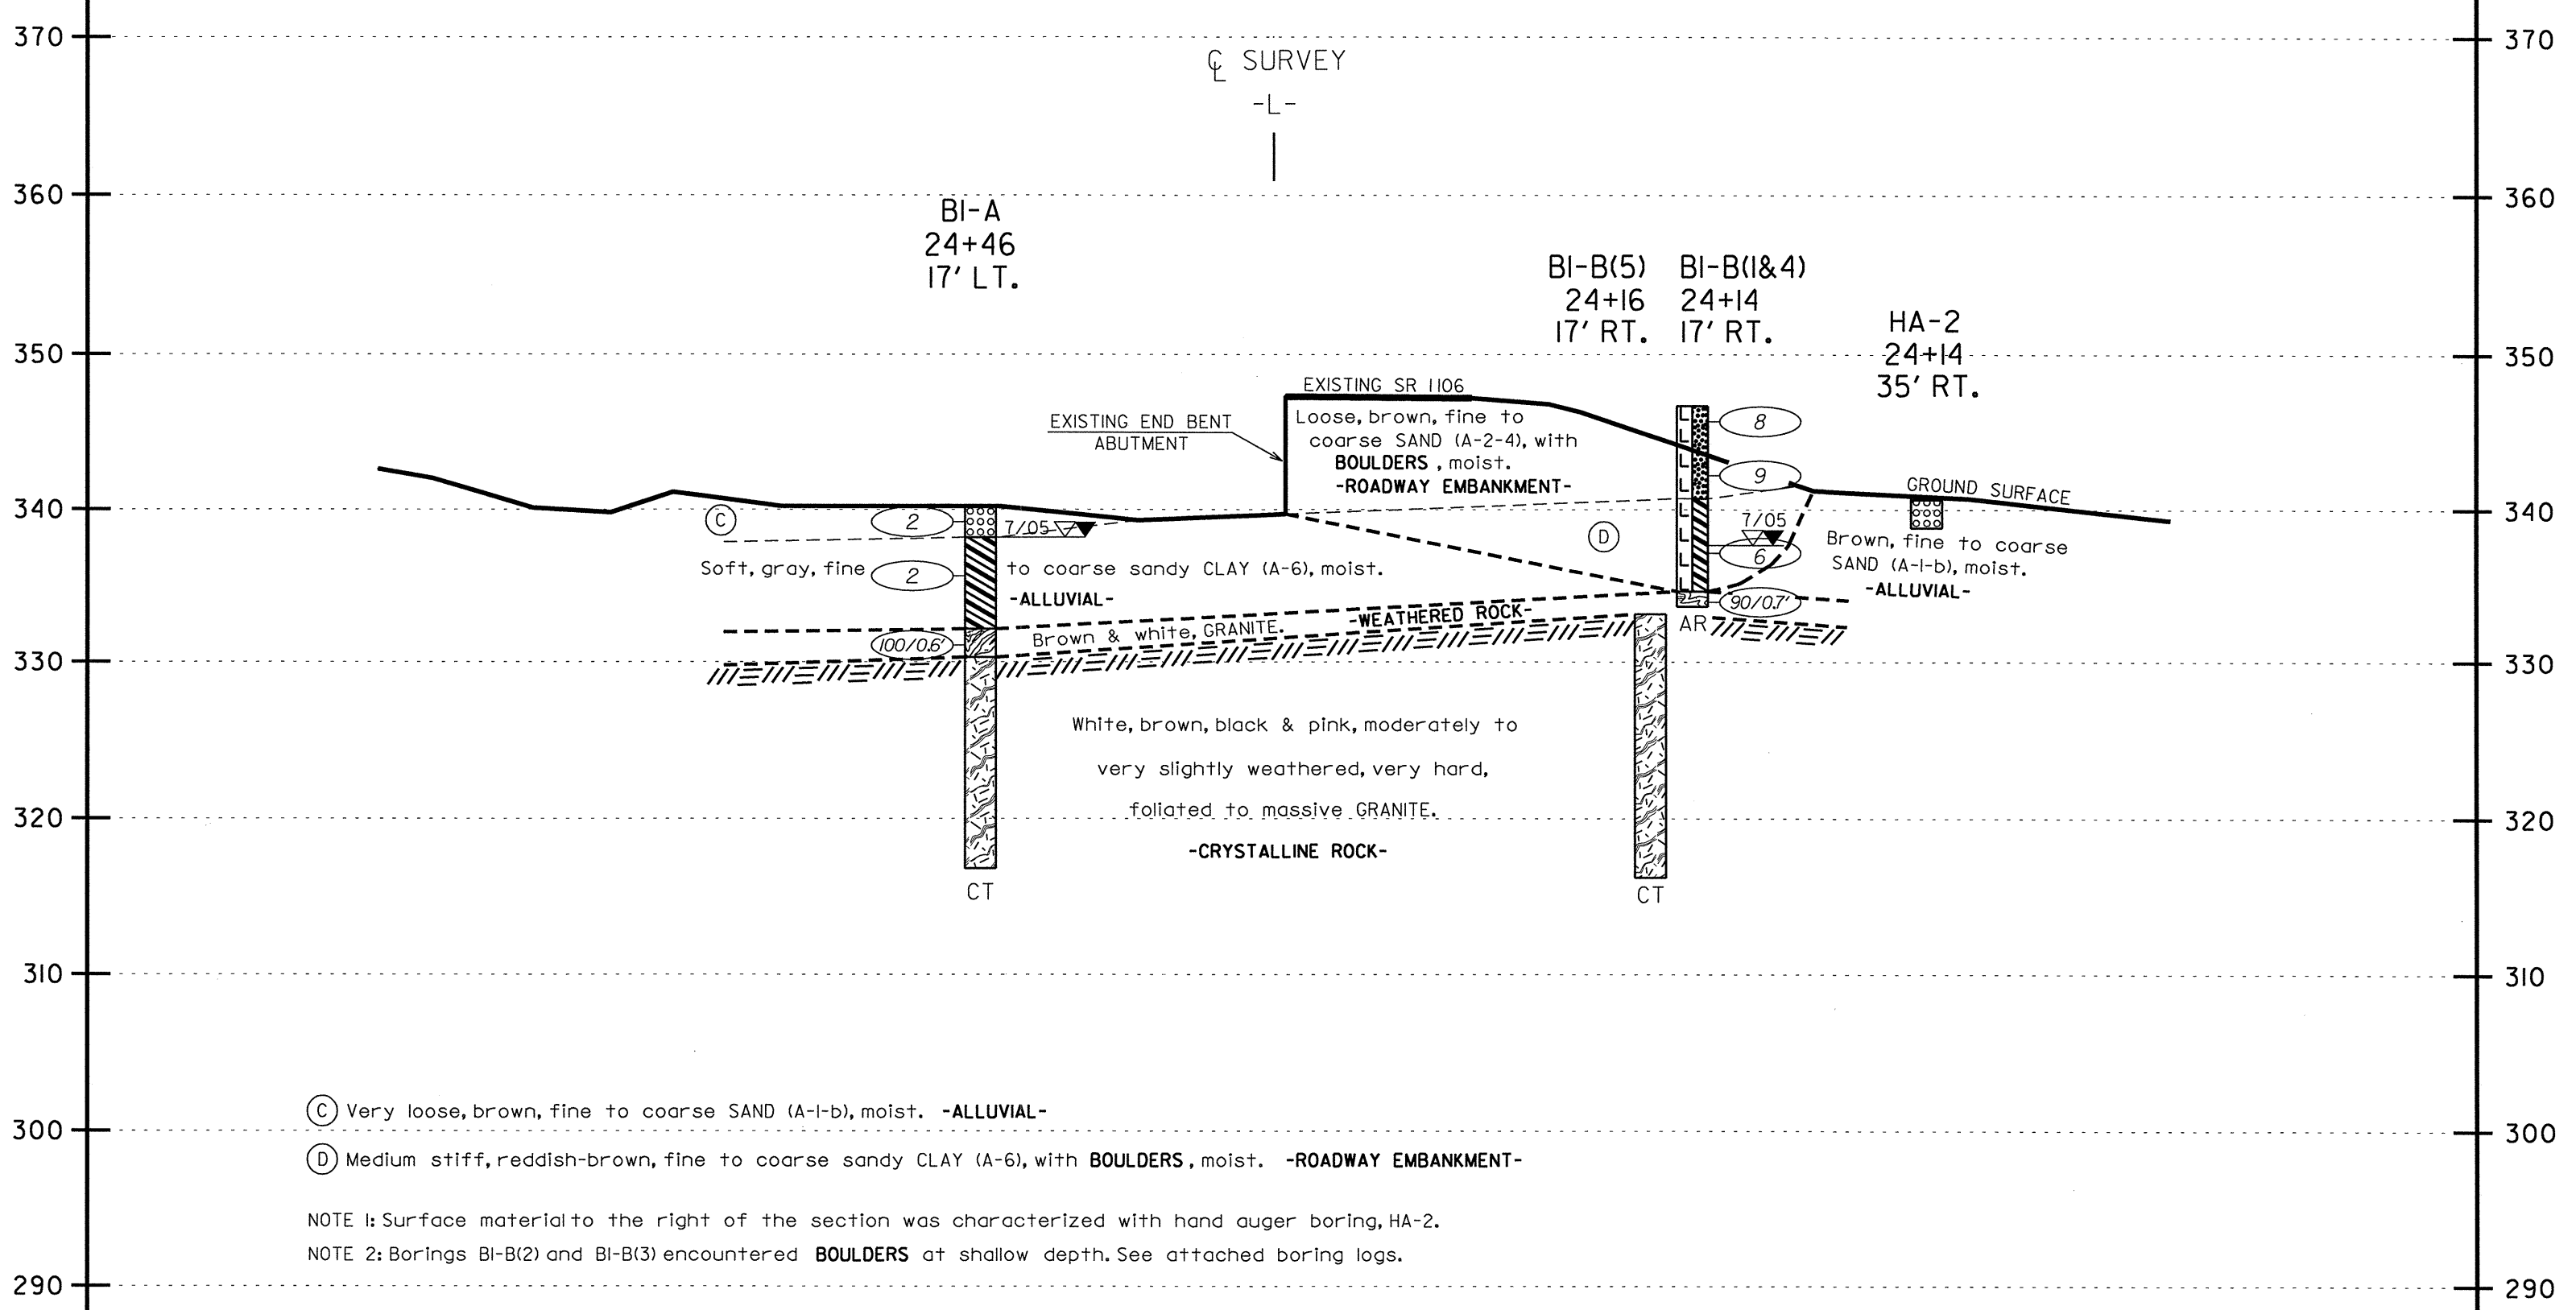 370
370
℄ SURVEY
-L-
360
360
B1-A
24+46
17' LT.
B1-B(5)
24+16
17' RT.
B1-B(1&4)
24+14
17' RT.
HA-2
24+14
35' RT.
350
350
EXISTING SR 1106
EXISTING END BENT
ABUTMENT
Loose, brown, fine to
coarse SAND (A-2-4), with
BOULDERS, moist.
-ROADWAY EMBANKMENT-
L
L
L
L
L
L
L
L
8
9
GROUND SURFACE
340
340
C
2
7/05
D
7/05
6
Brown, fine to coarse
SAND (A-1-b), moist.
-ALLUVIAL-
Soft, gray, fine
2
to coarse sandy CLAY (A-6), moist.
-ALLUVIAL-
90/0.7'
AR
100/0.6'
Brown & white, GRANITE.
-WEATHERED ROCK-
330
330
White, brown, black & pink, moderately to
very slightly weathered, very hard,
foliated to massive GRANITE.
-CRYSTALLINE ROCK-
320
320
CT
CT
310
310
C Very loose, brown, fine to coarse SAND (A-1-b), moist. -ALLUVIAL-
300
300
D Medium stiff, reddish-brown, fine to coarse sandy CLAY (A-6), with BOULDERS, moist. -ROADWAY EMBANKMENT-
NOTE 1: Surface material to the right of the section was characterized with hand auger boring, HA-2.
NOTE 2: Borings B1-B(2) and B1-B(3) encountered BOULDERS at shallow depth. See attached boring logs.
290
290